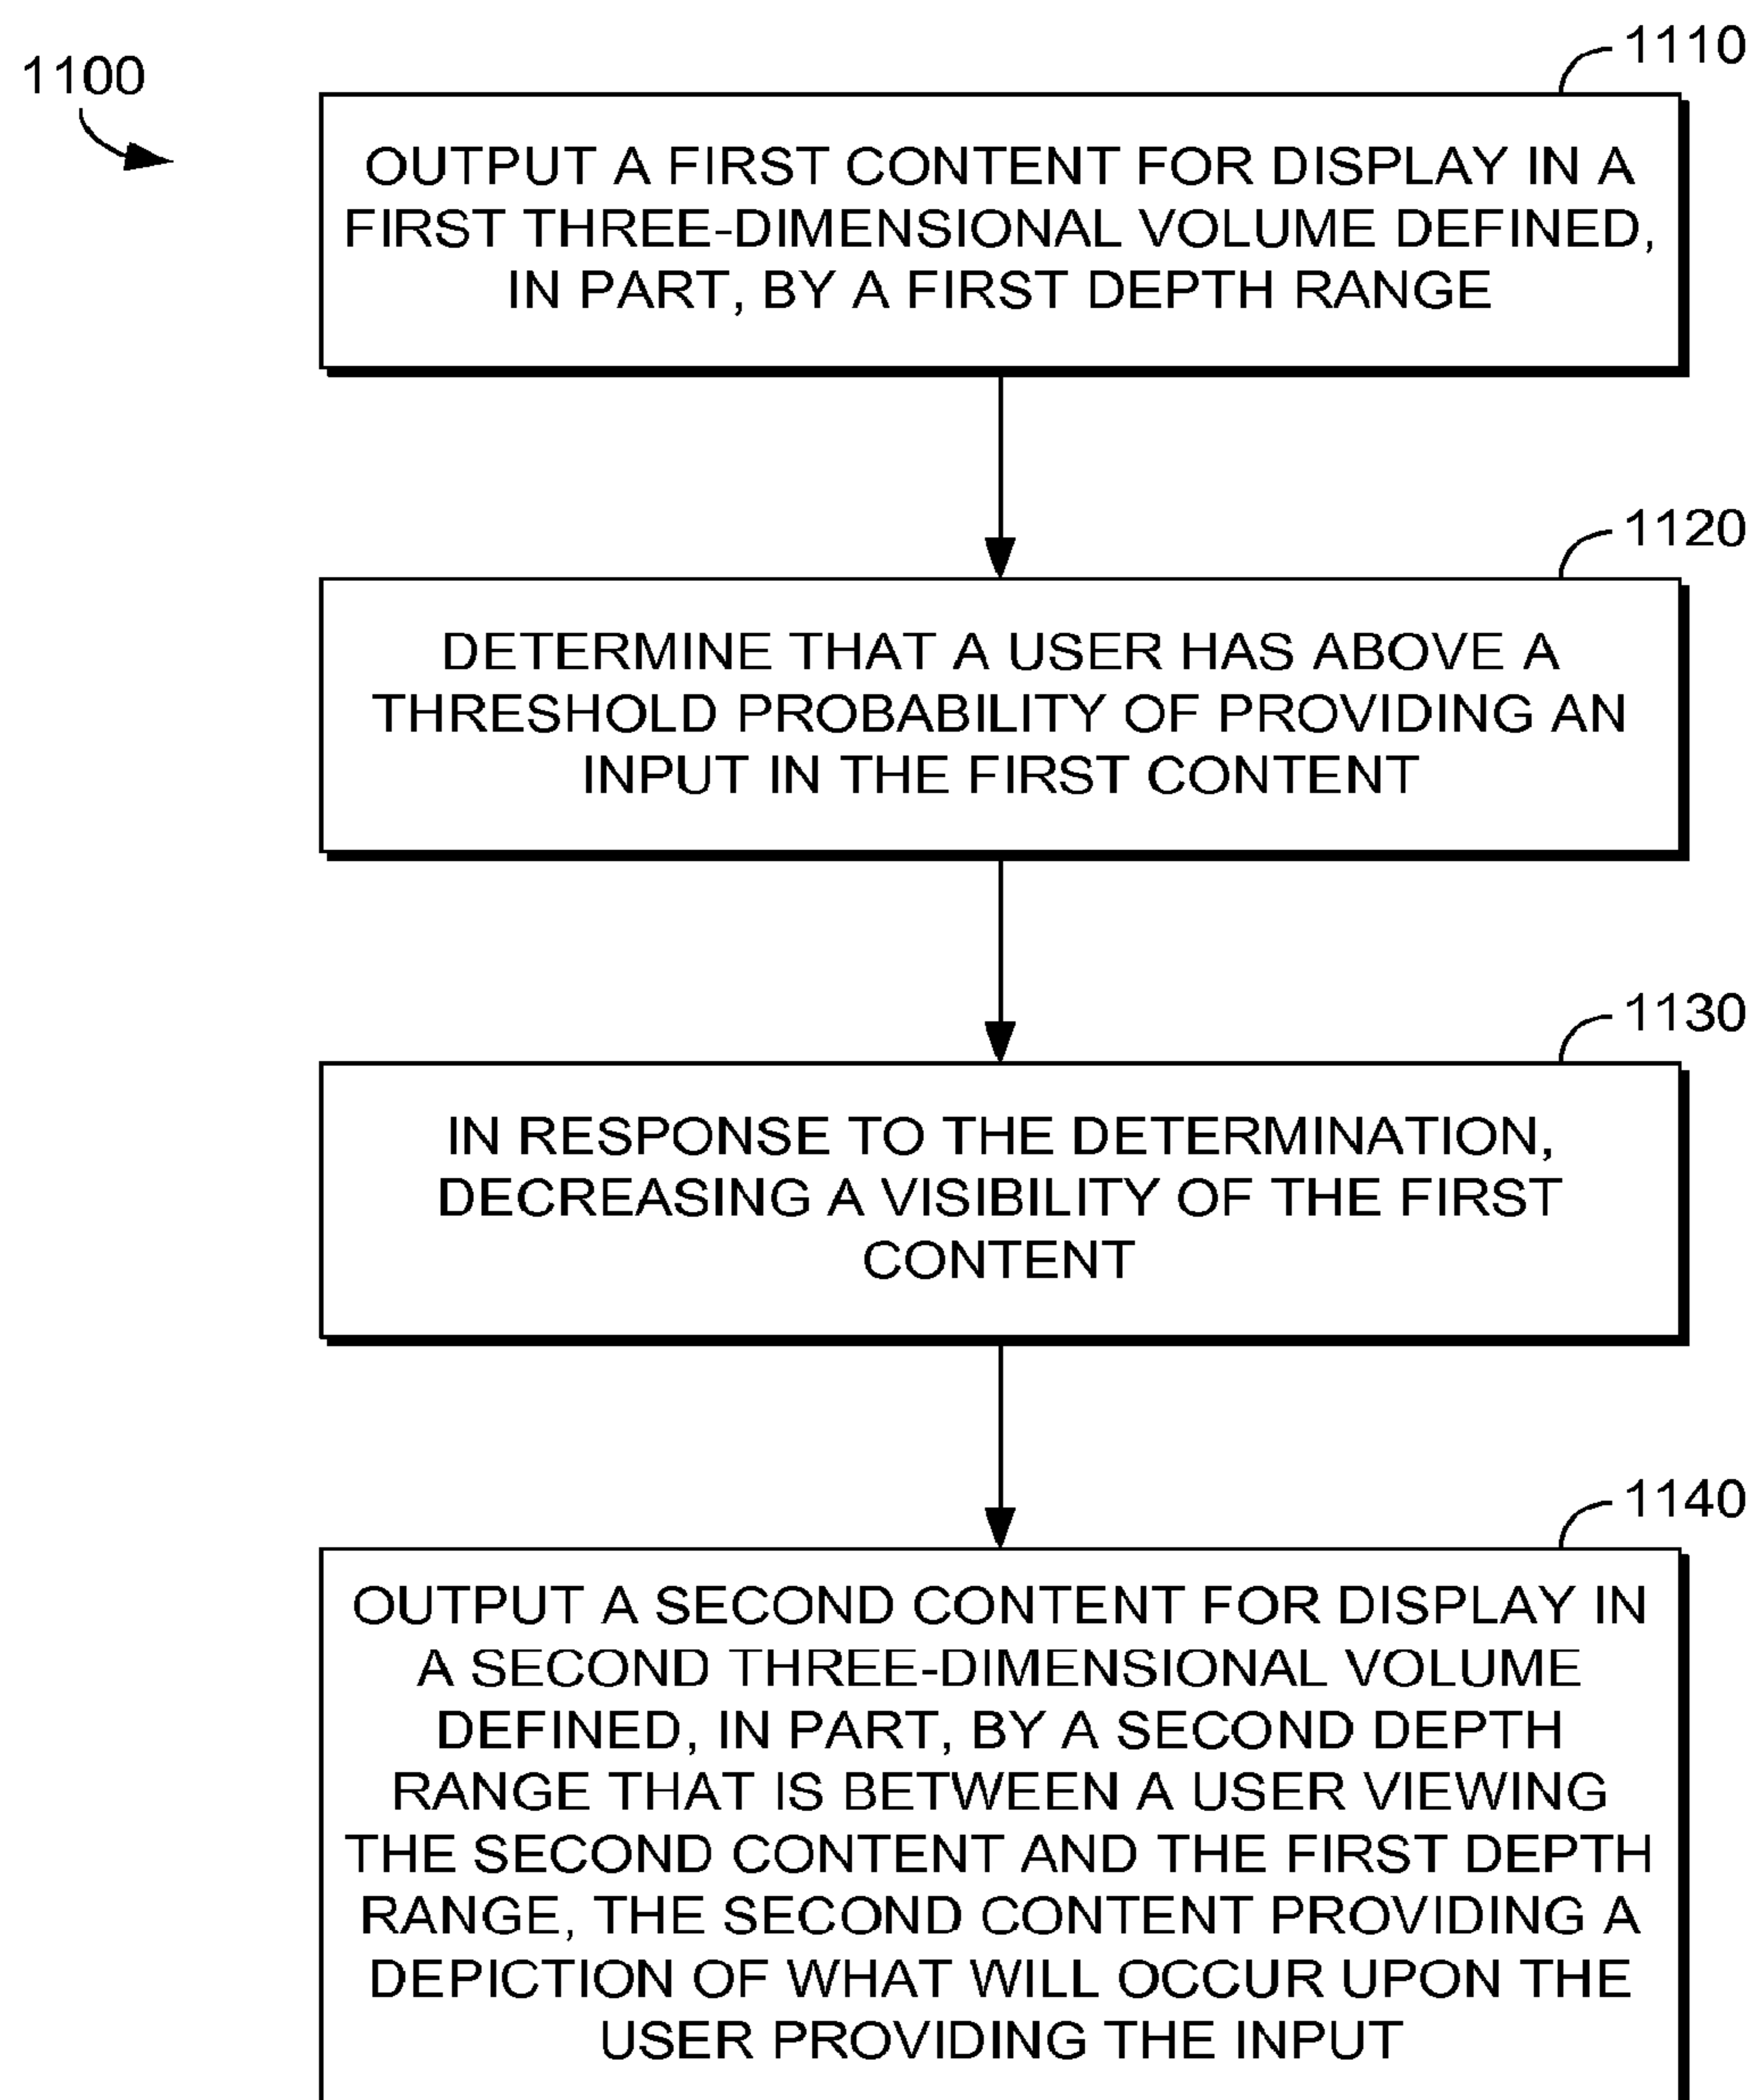 1100
1110
OUTPUT A FIRST CONTENT FOR DISPLAY IN A
FIRST THREE-DIMENSIONAL VOLUME DEFINED,
IN PART, BY A FIRST DEPTH RANGE
1120
DETERMINE THAT A USER HAS ABOVE A
THRESHOLD PROBABILITY OF PROVIDING AN
INPUT IN THE FIRST CONTENT
1130
IN RESPONSE TO THE DETERMINATION,
DECREASING A VISIBILITY OF THE FIRST
CONTENT
1140
OUTPUT A SECOND CONTENT FOR DISPLAY IN
A SECOND THREE-DIMENSIONAL VOLUME
DEFINED, IN PART, BY A SECOND DEPTH
RANGE THAT IS BETWEEN A USER VIEWING
THE SECOND CONTENT AND THE FIRST DEPTH
RANGE, THE SECOND CONTENT PROVIDING A
DEPICTION OF WHAT WILL OCCUR UPON THE
USER PROVIDING THE INPUT